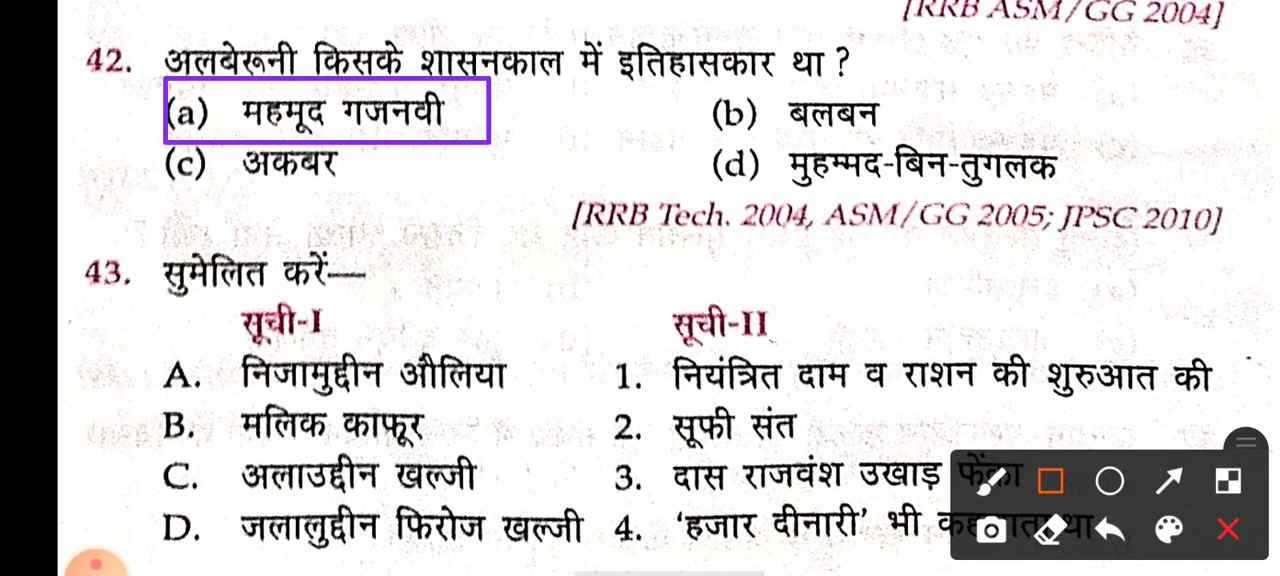 [RRB ASM/GG 2004]
42. अलबेरूनी किसके शासनकाल में इतिहासकार था ?
(a) महमूद गजनवी (b) बलबन
(c) अकबर (d) मुहम्मद-बिन-तुगलक
[RRB Tech. 2004, ASM/GG 2005; JPSC 2010]
43. सुमेलित करें—
सूची-I सूची-II
A. निजामुद्दीन औलिया 1. नियंत्रित दाम व राशन की शुरुआत की
B. मलिक काफूर 2. सूफी संत
C. अलाउद्दीन खल्जी 3. दास राजवंश उखाड़ फेंका
D. जलालुद्दीन फिरोज खल्जी 4. 'हजार दीनारी' भी था